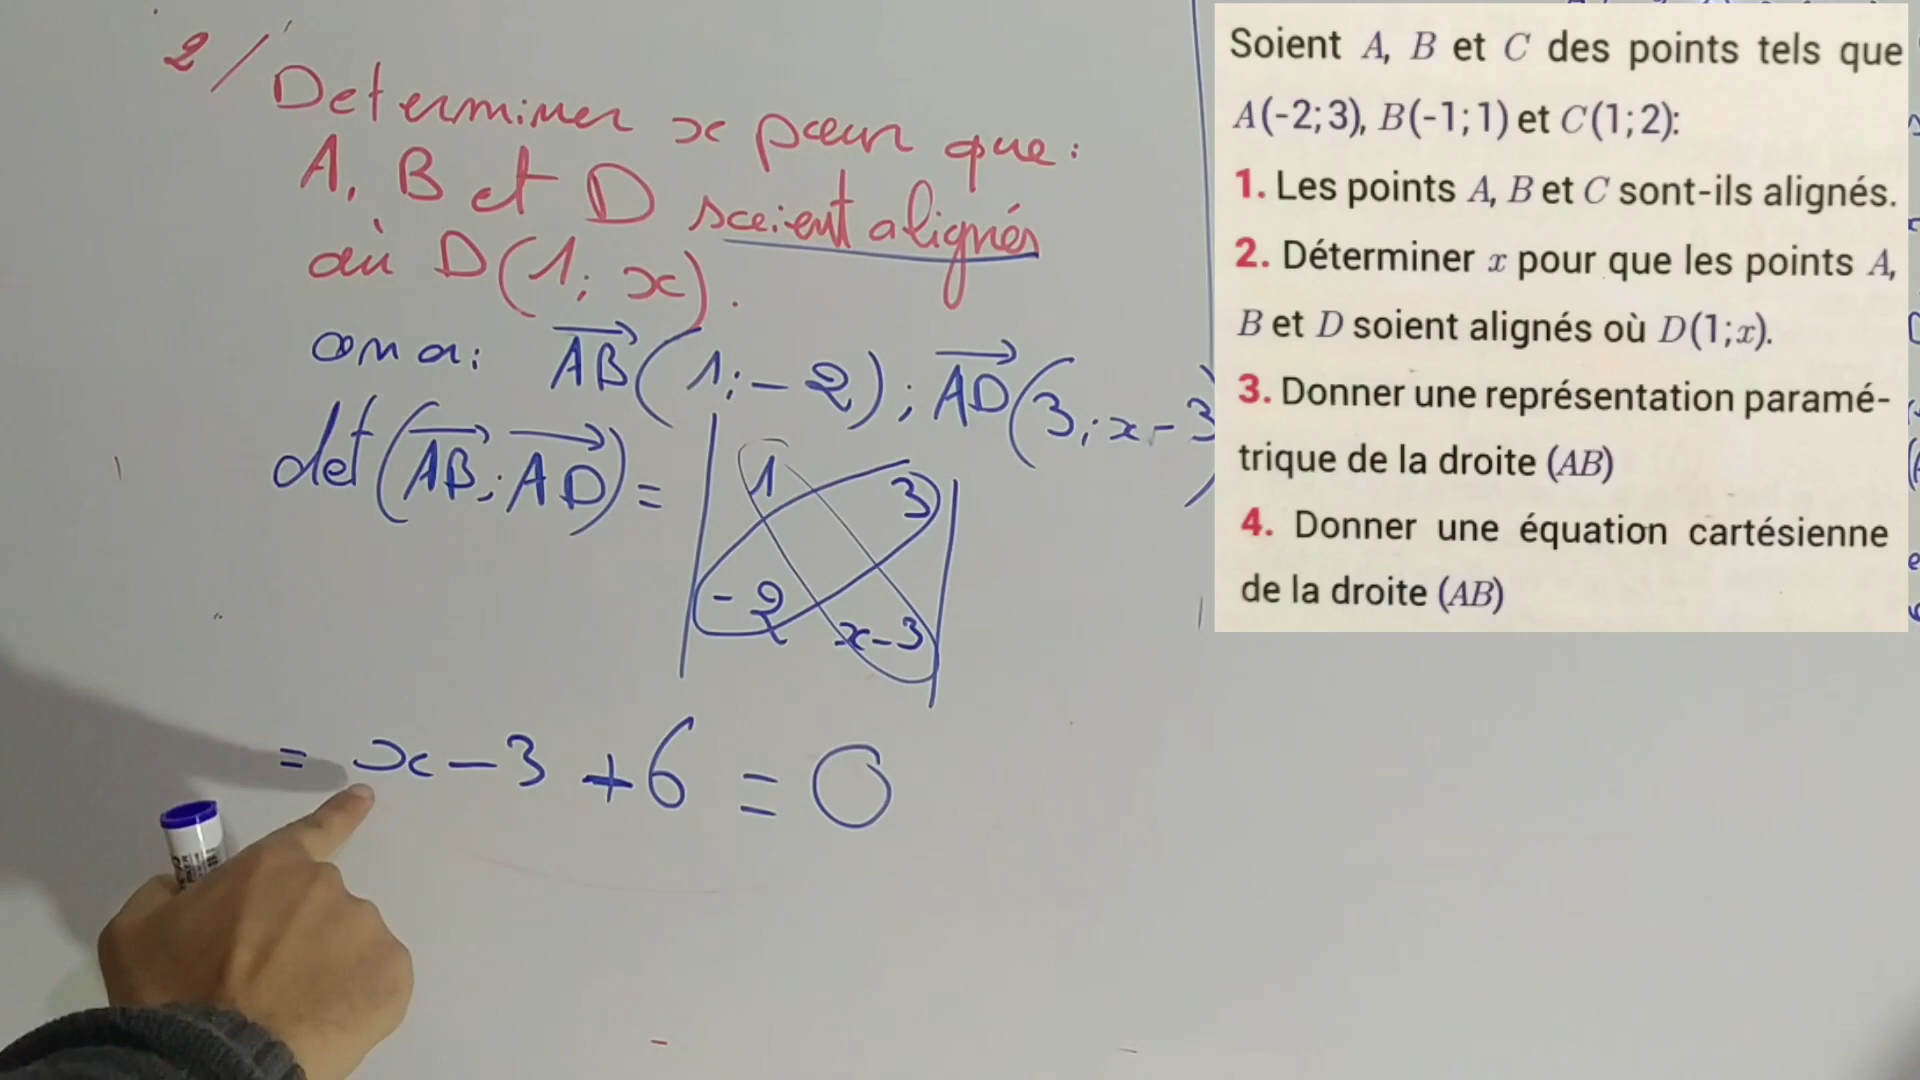 2/ Determiner x pour que:
A, B et D soient alignés
où D(1; x).
on a: AB(1; -2); AD(3; x-3
det(AB; AD) = | 1 3
-2 x-3 |
= x - 3 + 6 = 0
Soient A, B et C des points tels que
A(-2;3), B(-1;1) et C(1;2):
1. Les points A, B et C sont-ils alignés.
2. Déterminer x pour que les points A,
B et D soient alignés où D(1;x).
3. Donner une représentation paramé-
trique de la droite (AB)
4. Donner une équation cartésienne
de la droite (AB)